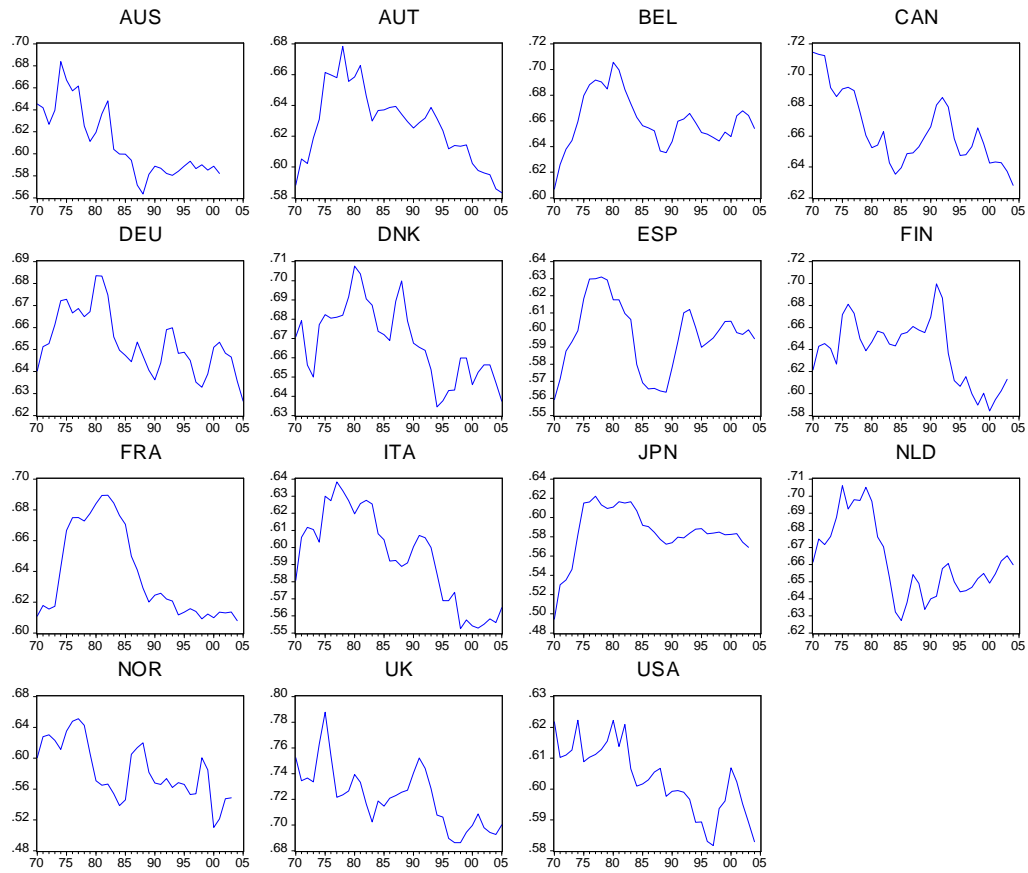 AUS AUT BEL CAN
.70 .68 .72 .72
.68 .66 .70 .70
.66 .64 .68 .68
.64 .62 .66 .66
.62 .60 .64 .64
.60 .58 .62 .62
.58 .60
.56
70 75 80 85 90 95 00 05 70 75 80 85 90 95 00 05 70 75 80 85 90 95 00 05 70 75 80 85 90 95 00 05
DEU DNK ESP FIN
.69 .71 .64 .72
.68 .70 .63 .70
.67 .69 .62 .68
.66 .68 .61 .66
.65 .67 .60 .64
.64 .66 .59 .62
.63 .65 .58 .60
.62 .64 .57 .58
.63 .56
.55
70 75 80 85 90 95 00 05 70 75 80 85 90 95 00 05 70 75 80 85 90 95 00 05 70 75 80 85 90 95 00 05
FRA ITA JPN NLD
.70 .64 .64 .71
.68 .63 .62 .70
.66 .62 .60 .69
.64 .61 .58 .68
.62 .60 .56 .67
.60 .59 .54 .66
.58 .52 .65
.57 .50 .64
.56 .48 .63
.55 .62
70 75 80 85 90 95 00 05 70 75 80 85 90 95 00 05 70 75 80 85 90 95 00 05 70 75 80 85 90 95 00 05
NOR UK USA
.68 .80 .63
.64 .78 .62
.60 .76 .61
.56 .74 .60
.52 .72 .59
.48 .70 .58
.68
70 75 80 85 90 95 00 05 70 75 80 85 90 95 00 05 70 75 80 85 90 95 00 05